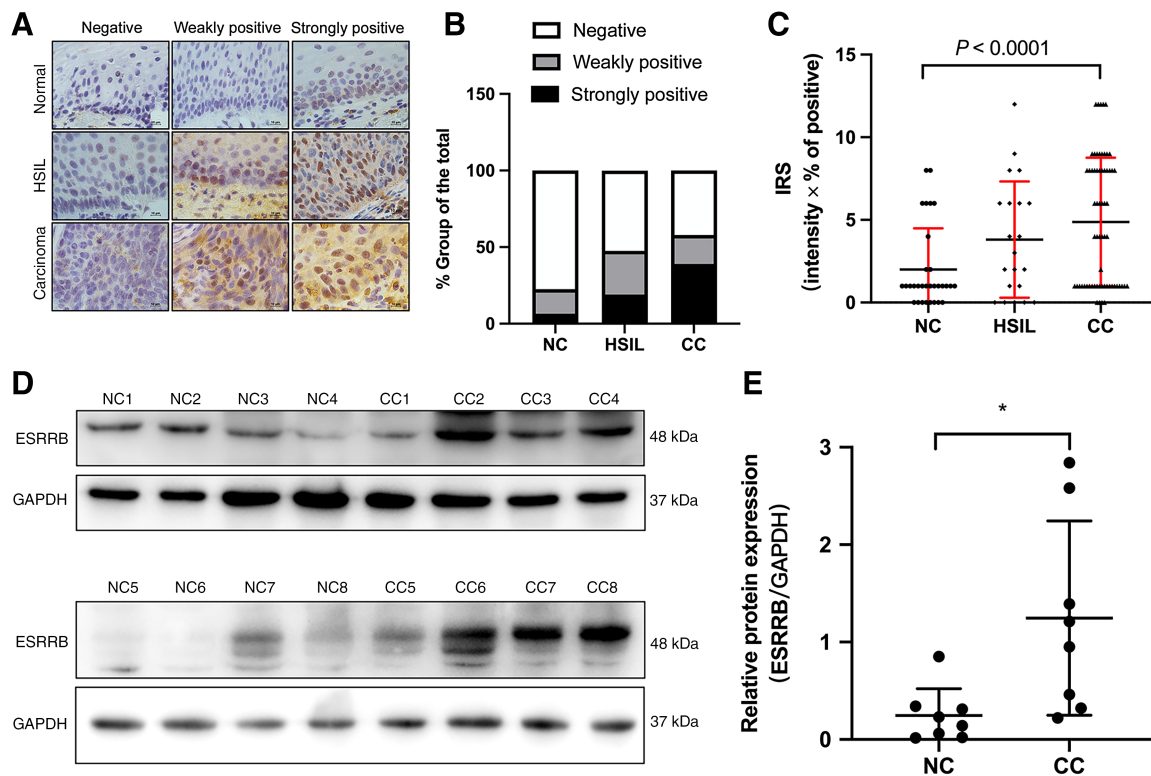 A
Negative
Weakly positive
Strongly positive
Normal
HSIL
Carcinoma
B
Negative
Weakly positive
Strongly positive
% Group of the total
150
100
50
0
NC
HSIL
CC
C
P < 0.0001
IRS
(intensity × % of positive)
15
10
5
0
NC
HSIL
CC
D
NC1 NC2 NC3 NC4 CC1 CC2 CC3 CC4
ESRRB
48 kDa
GAPDH
37 kDa
NC5 NC6 NC7 NC8 CC5 CC6 CC7 CC8
ESRRB
48 kDa
GAPDH
37 kDa
E
*
Relative protein expression
(ESRRB/GAPDH)
3
2
1
0
NC
CC